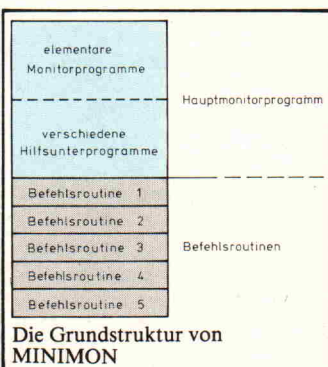 elementare
Monitorprogramme
Hauptmonitorprogramm
verschiedene
Hilfsunterprogramme
Befehlsroutine 1
Befehlsroutine 2
Befehlsroutine 3
Befehlsroutinen
Befehlsroutine 4
Befehlsroutine 5
Die Grundstruktur von
MINIMON